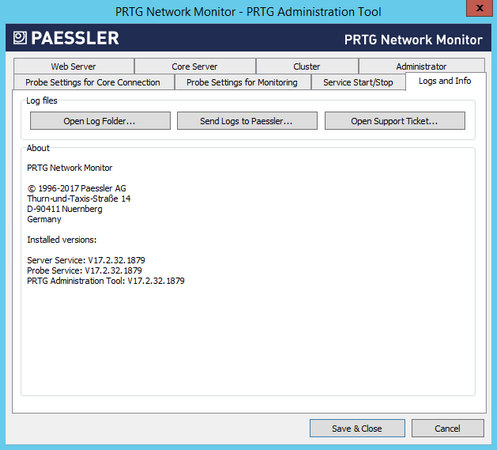 PRTG Network Monitor - PRTG Administration Tool
x
PAESSLER
PRTG Network Monitor
Web Server
Core Server
Cluster
Administrator
Probe Settings for Core Connection
Probe Settings for Monitoring
Service Start/Stop
Logs and Info
Log files
Open Log Folder...
Send Logs to Paessler...
Open Support Ticket...
About
PRTG Network Monitor
© 1996-2017 Paessler AG
Thurn-und-Taxis-Straße 14
D-90411 Nuernberg
Germany
Installed versions:
Server Service: V17.2.32.1879
Probe Service: V17.2.32.1879
PRTG Administration Tool: V17.2.32.1879
Save & Close
Cancel